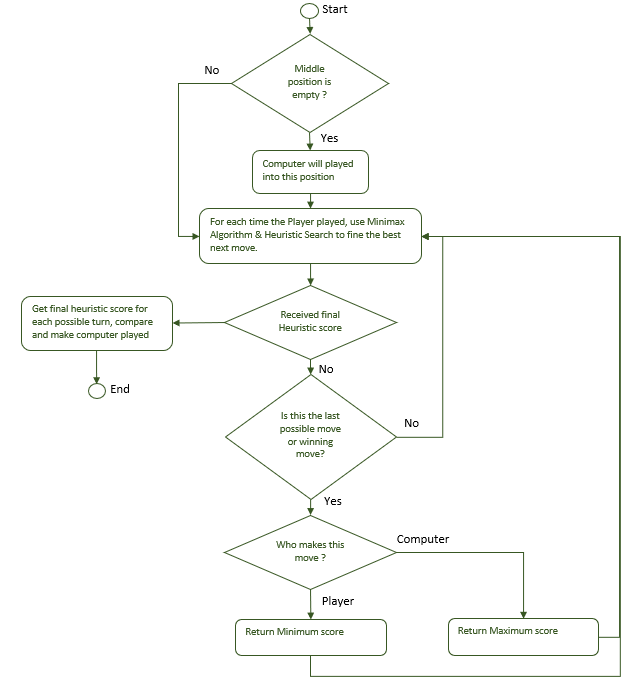 Start
Middle
position is
empty ?
No
Yes
Computer will played
into this position
For each time the Player played, use Minimax
Algorithm & Heuristic Search to fine the best
next move.
Received final
Heuristic score
Get final heuristic score for
each possible turn, compare
and make computer played
End
No
Is this the last
possible move
or winning
move?
No
Yes
Who makes this
move ?
Computer
Player
Return Minimum score
Return Maximum score